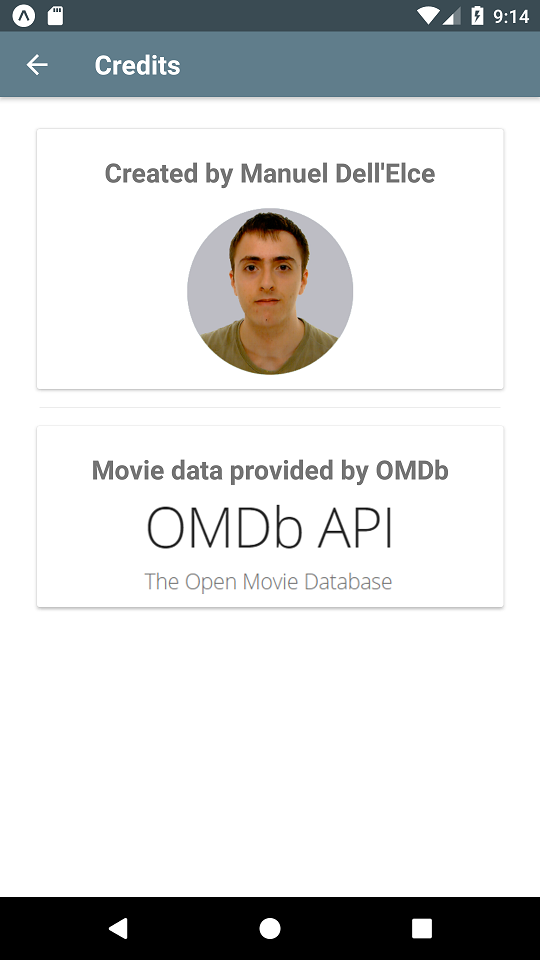 9:14
Credits
Created by Manuel Dell'Elce
Movie data provided by OMDb
OMDb API
The Open Movie Database